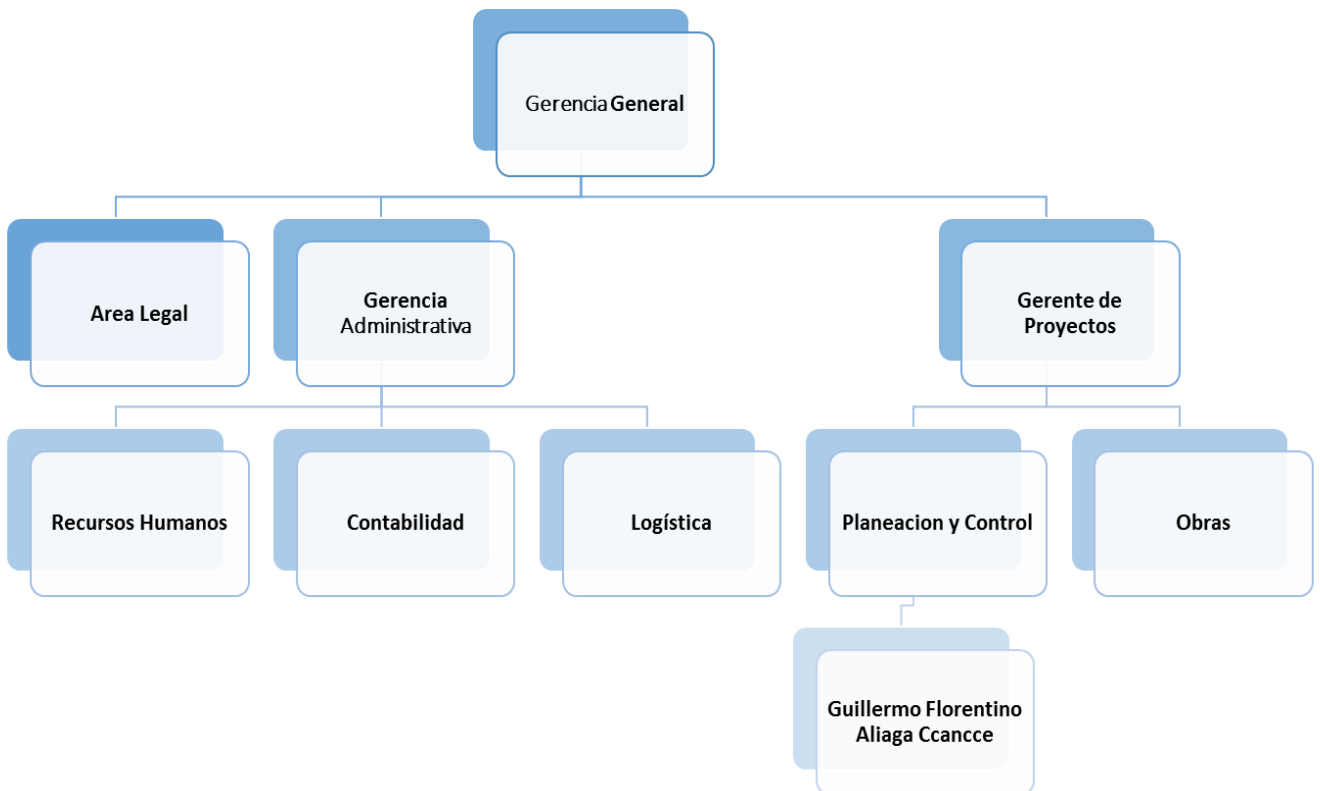 Gerencia General
Area Legal
Gerencia
Administrativa
Gerente de
Proyectos
Recursos Humanos
Contabilidad
Logística
Planeacion y Control
Obras
Guillermo Florentino
Aliaga Ccancce